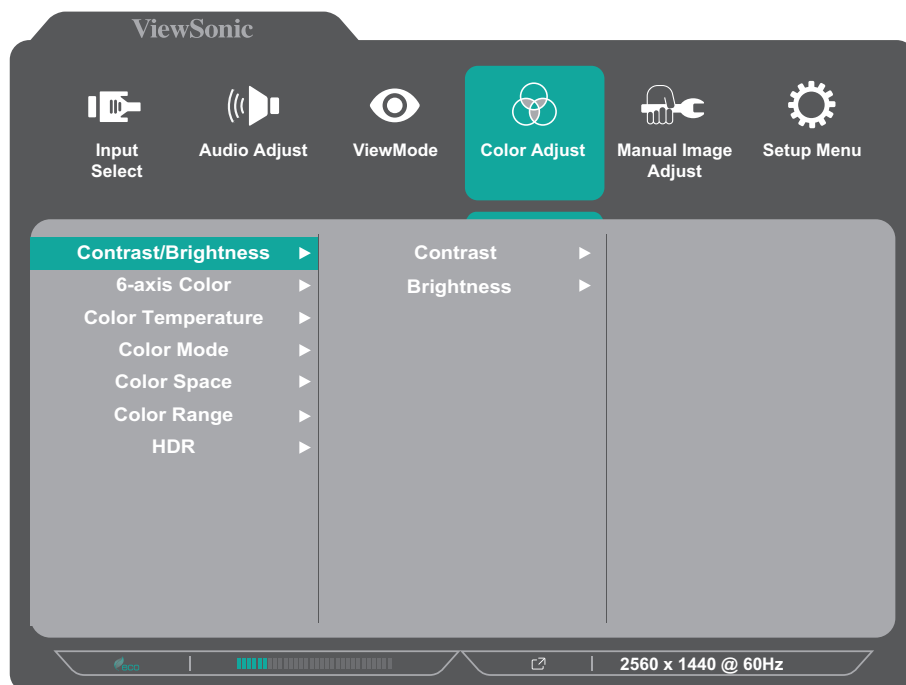 ViewSonic
Input Select
Audio Adjust
ViewMode
Color Adjust
Manual Image Adjust
Setup Menu
Contrast/Brightness
6-axis Color
Color Temperature
Color Mode
Color Space
Color Range
HDR
Contrast
Brightness
eco
2560 x 1440 @ 60Hz